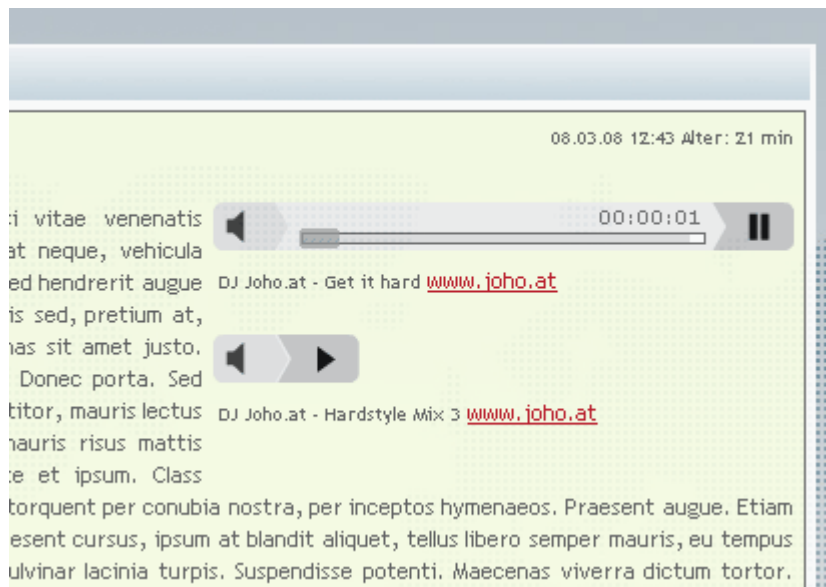 08.03.08 12:43 Alter: 21 min
vitae venenatis
00:00:01
at neque, vehicula
ed hendrerit augue
DJ Joho.at - Get it hard www.joho.at
is sed, pretium at,
nas sit amet justo.
Donec porta. Sed
titor, mauris lectus
DJ Joho.at - Hardstyle Mix 3 www.joho.at
mauris risus mattis
et ipsum. Class
torquent per conubia nostra, per inceptos hymenaeos. Praesent augue. Etiam
esent cursus, ipsum at blandit aliquet, tellus libero semper mauris, eu tempus
ulvinar lacinia turpis. Suspendisse potenti. Maecenas viverra dictum tortor.